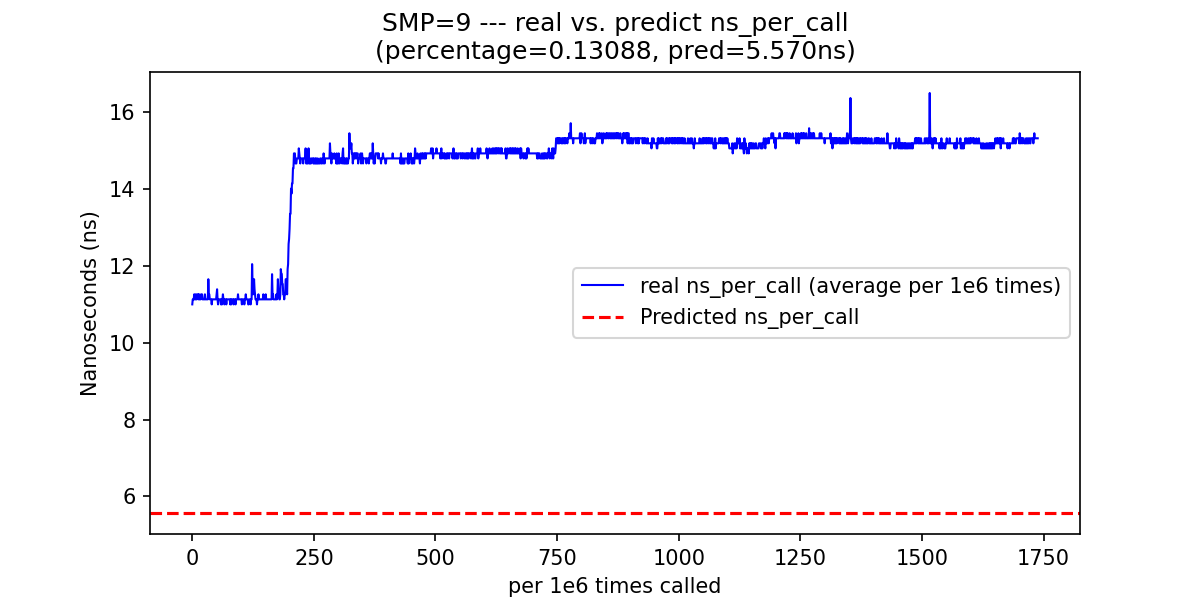 SMP=9 --- real vs. predict ns_per_call
(percentage=0.13088, pred=5.570ns)
Nanoseconds (ns)
16
14
12
10
8
6
real ns_per_call (average per 1e6 times)
Predicted ns_per_call
0 250 500 750 1000 1250 1500 1750
per 1e6 times called